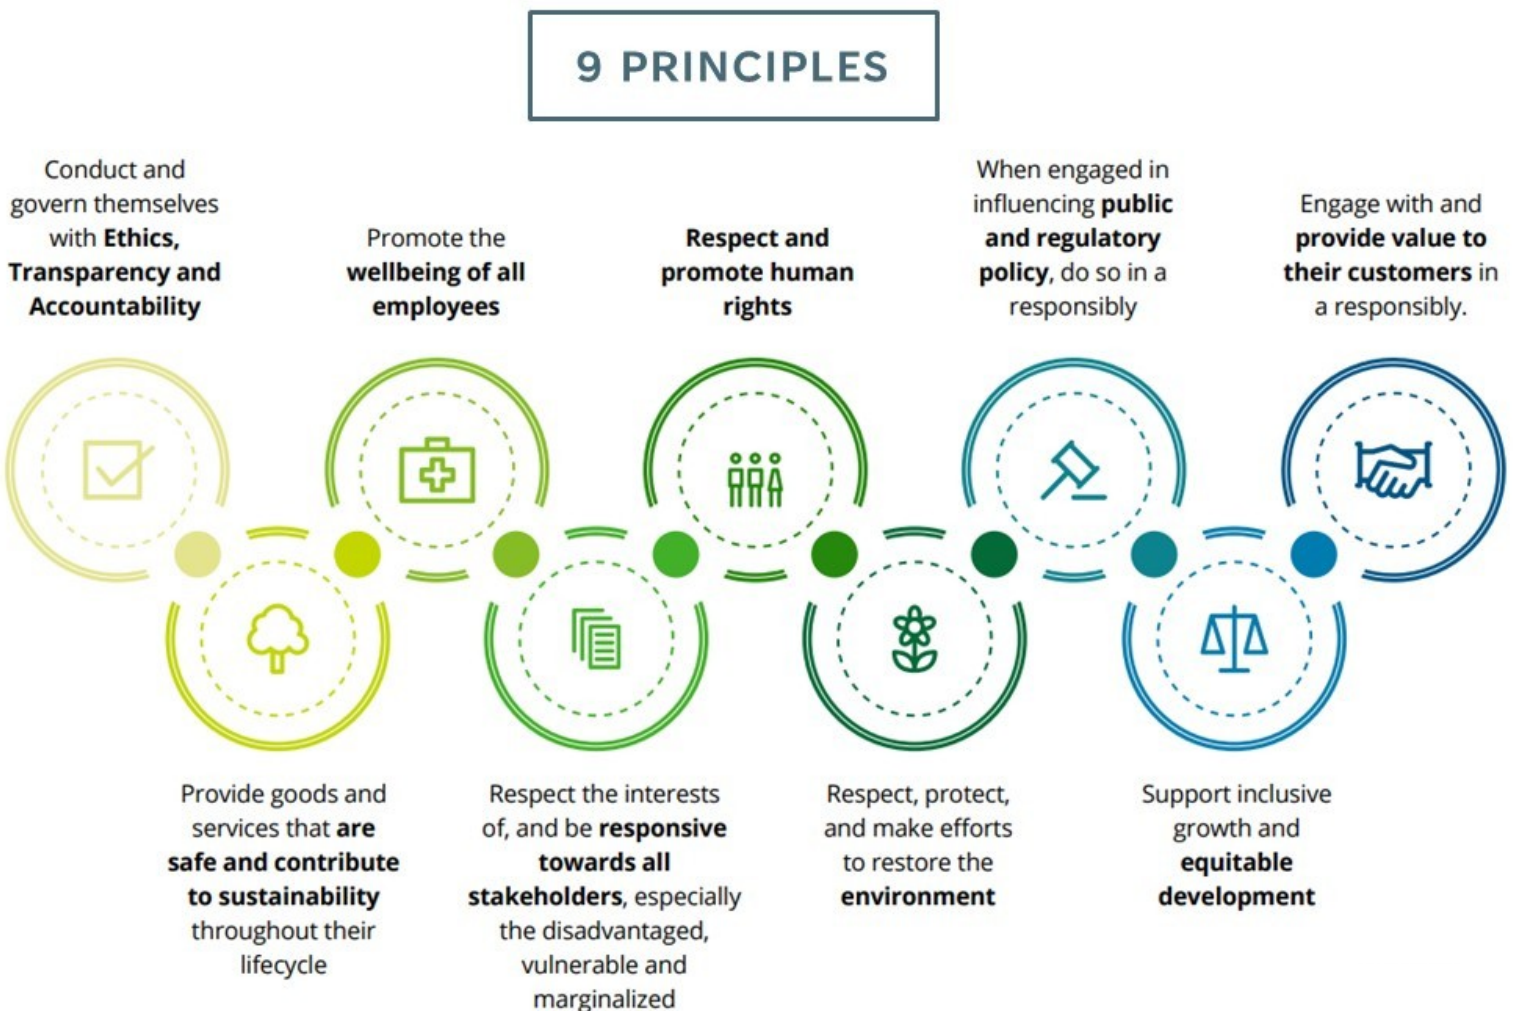 9 PRINCIPLES
Conduct and
govern themselves
with Ethics,
Transparency and
Accountability
Provide goods and
services that are
safe and contribute
to sustainability
throughout their
lifecycle
Promote the
wellbeing of all
employees
Respect the interests
of, and be responsive
towards all
stakeholders, especially
the disadvantaged,
vulnerable and
marginalized
Respect and
promote human
rights
Respect, protect,
and make efforts
to restore the
environment
When engaged in
influencing public
and regulatory
policy, do so in a
responsibly
Support inclusive
growth and
equitable
development
Engage with and
provide value to
their customers in
a responsibly.